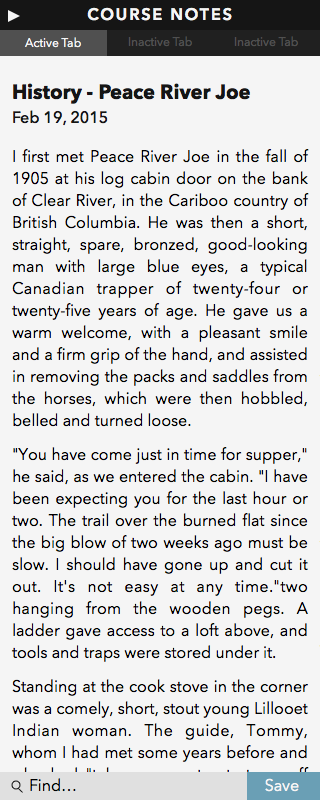 COURSE NOTES
Active Tab
Inactive Tab
Inactive Tab
History - Peace River Joe
Feb 19, 2015
I first met Peace River Joe in the fall of
1905 at his log cabin door on the bank
of Clear River, in the Cariboo country of
British Columbia. He was then a short,
straight, spare, bronzed, good-looking
man with large blue eyes, a typical
Canadian trapper of twenty-four or
twenty-five years of age. He gave us a
warm welcome, with a pleasant smile
and a firm grip of the hand, and assisted
in removing the packs and saddles from
the horses, which were then hobbled,
belled and turned loose.
"You have come just in time for supper,"
he said, as we entered the cabin. "I have
been expecting you for the last hour or
two. The trail over the burned flat since
the big blow of two weeks ago must be
slow. I should have gone up and cut it
out. It's not easy at any time."two
hanging from the wooden pegs. A
ladder gave access to a loft above, and
tools and traps were stored under it.
Standing at the cook stove in the corner
was a comely, short, stout young Lillooet
Indian woman. The guide, Tommy,
whom I had met some years before and
Find...
Save